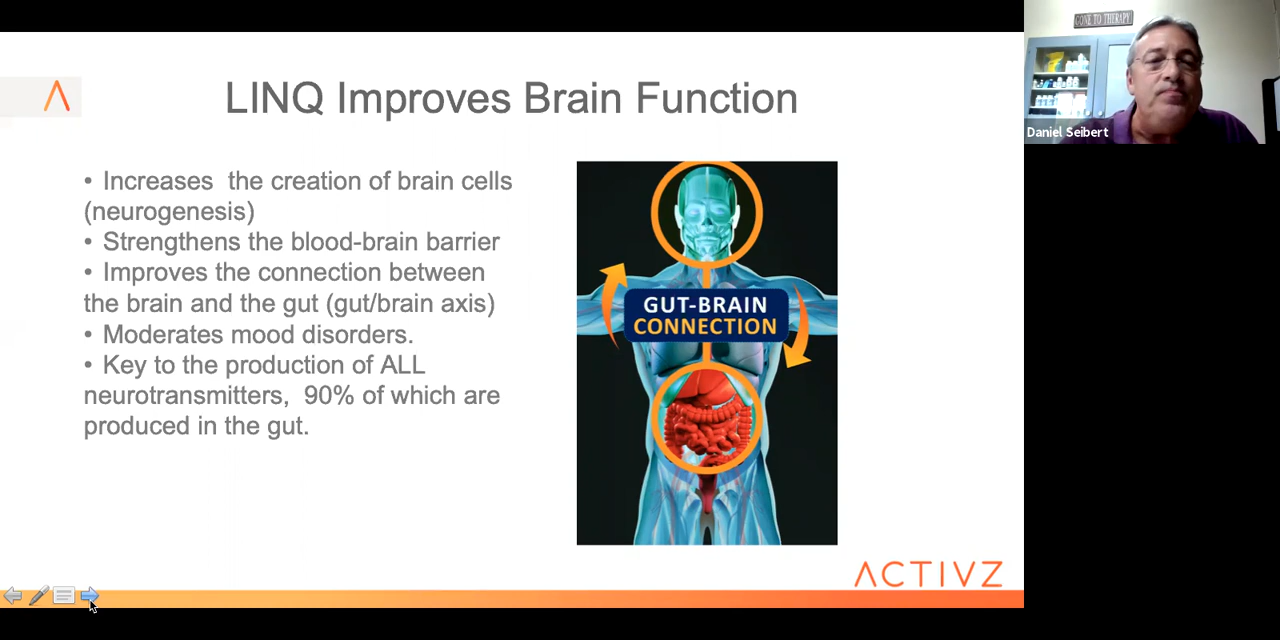 LINQ Improves Brain Function
• Increases  the creation of brain cells
(neurogenesis)
• Strengthens the blood-brain barrier
• Improves the connection between
the brain and the gut (gut/brain axis)
• Moderates mood disorders.
• Key to the production of ALL
neurotransmitters,  90% of which are
produced in the gut.
GUT-BRAIN
CONNECTION
ACTIVZ
GONE TO THERAPY
Daniel Seibert